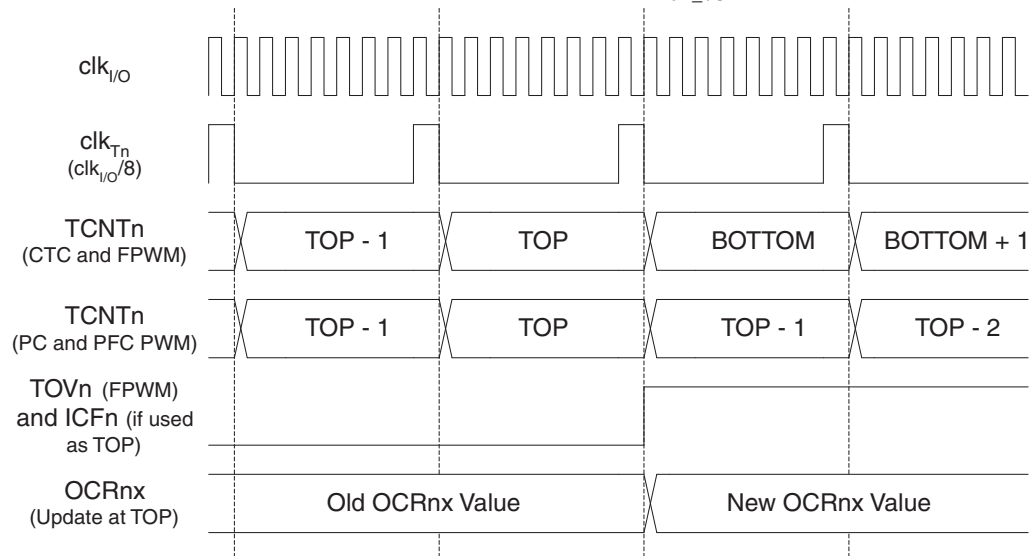 clkI/O
clkTn
(clkI/O/8)
TCNTn
(CTC and FPWM)
TOP - 1
TOP
BOTTOM
BOTTOM + 1
TCNTn
(PC and PFC PWM)
TOP - 1
TOP
TOP - 1
TOP - 2
TOVn (FPWM)
and ICFn (if used
as TOP)
OCRnx
(Update at TOP)
Old OCRnx Value
New OCRnx Value